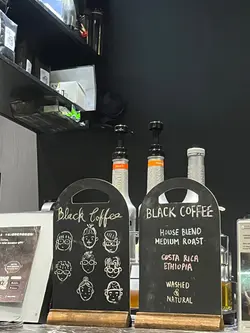 Black Coffee
BLACK COFFEE
HOUSE BLEND
MEDIUM ROAST
COSTA RICA
ETHIOPIA
WASHED
&
NATURAL